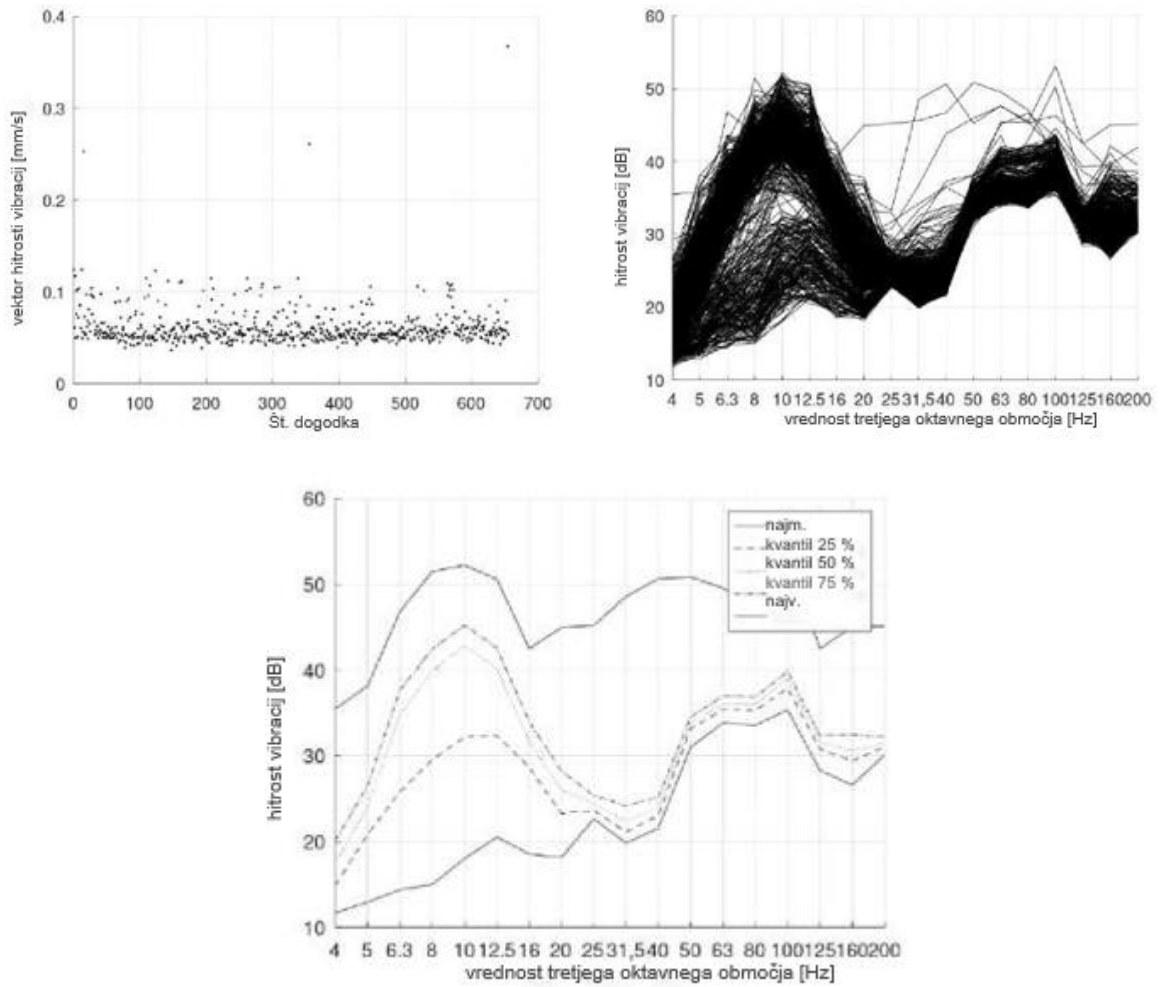 0.4
0.3
0.2
0.1
0
vektor hitrosti vibracij [mm/s]
0 100 200 300 400 500 600 700
Št. dogodka
60
50
40
30
20
10
hitrost vibracij [dB]
4 5 6.3 8 10 12.5 16 20 25 31,5 40 50 63 80 100 125 160 200
vrednost tretjega oktavnega območja [Hz]
60
50
40
30
20
10
hitrost vibracij [dB]
najm.
kvantil 25 %
kvantil 50 %
kvantil 75 %
najv.
4 5 6.3 8 10 12.5 16 20 25 31,5 40 50 63 80 100 125 160 200
vrednost tretjega oktavnega območja [Hz]